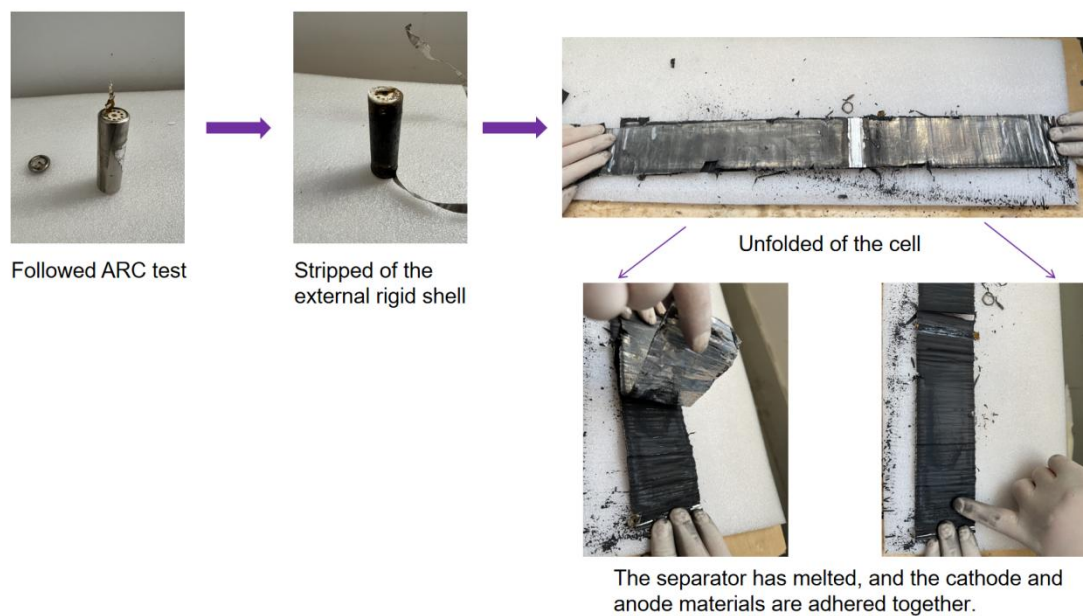 Followed ARC test
Stripped of the
external rigid shell
Unfolded of the cell
The separator has melted, and the cathode and
anode materials are adhered together.